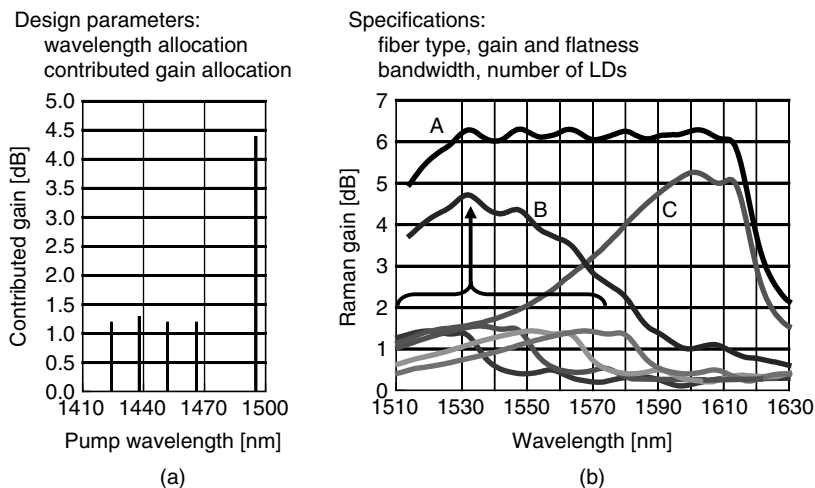 Design parameters:
wavelength allocation
contributed gain allocation
5.0
4.5
4.0
3.5
3.0
2.5
2.0
1.5
1.0
0.5
0.0
1410 1440 1470 1500
Contributed gain [dB]
Pump wavelength [nm]
(a)
Specifications:
fiber type, gain and flatness
bandwidth, number of LDs
7
6
5
4
3
2
1
0
1510 1530 1550 1570 1590 1610 1630
Raman gain [dB]
A
B
C
Wavelength [nm]
(b)